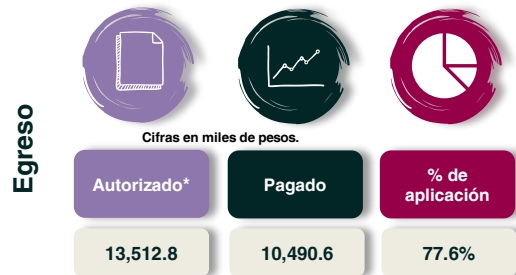 Egreso
Cifras en miles de pesos.
Autorizado*
Pagado
% de
aplicación
13,512.8
10,490.6
77.6%